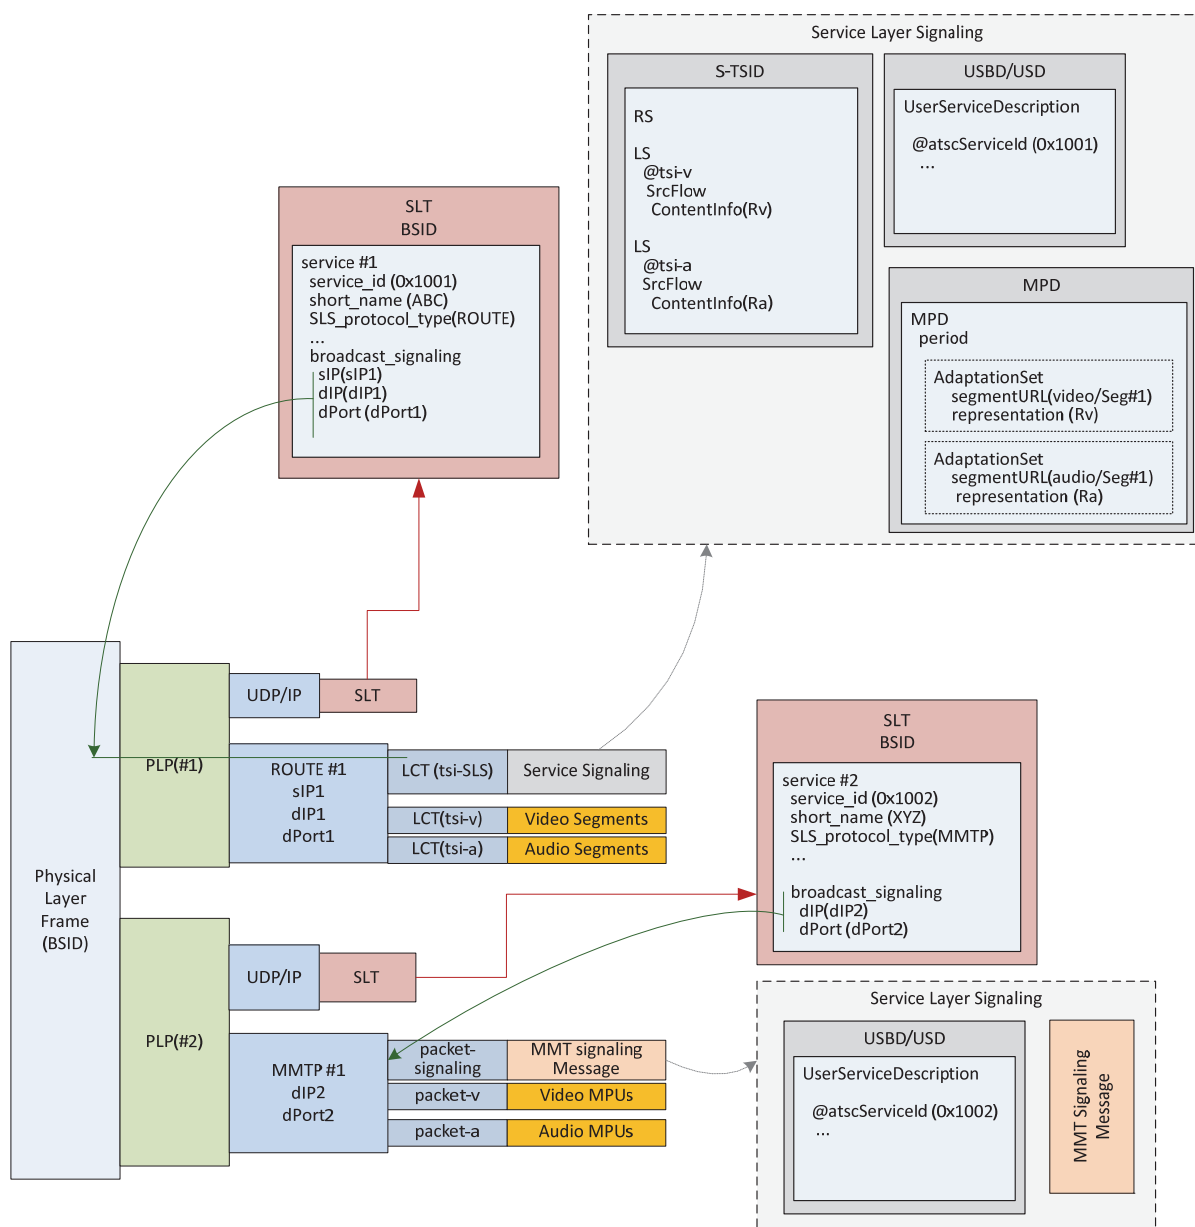 Service Layer Signaling
S-TSID
RS
LS
@tsi-v
SrcFlow
ContentInfo(Rv)
LS
@tsi-a
SrcFlow
ContentInfo(Ra)
USBD/USD
UserServiceDescription
@atscServiceId (0x1001)
...
MPD
MPD
period
AdaptationSet
segmentURL(video/Seg#1)
representation (Rv)
AdaptationSet
segmentURL(audio/Seg#1)
representation (Ra)
SLT
BSID
service #1
service_id (0x1001)
short_name (ABC)
SLS_protocol_type(ROUTE)
...
broadcast_signaling
sIP(sIP1)
dIP(dIP1)
dPort (dPort1)
Physical
Layer
Frame
(BSID)
PLP(#1)
UDP/IP
SLT
ROUTE #1
sIP1
dIP1
dPort1
LCT (tsi-SLS)
Service Signaling
LCT(tsi-v)
Video Segments
LCT(tsi-a)
Audio Segments
SLT
BSID
service #2
service_id (0x1002)
short_name (XYZ)
SLS_protocol_type(MMTP)
...
broadcast_signaling
dIP(dIP2)
dPort (dPort2)
PLP(#2)
UDP/IP
SLT
MMTP #1
dIP2
dPort2
packet-
signaling
MMT signaling
Message
packet-v
Video MPUs
packet-a
Audio MPUs
Service Layer Signaling
USBD/USD
UserServiceDescription
@atscServiceId (0x1002)
...
MMT Signaling
Message